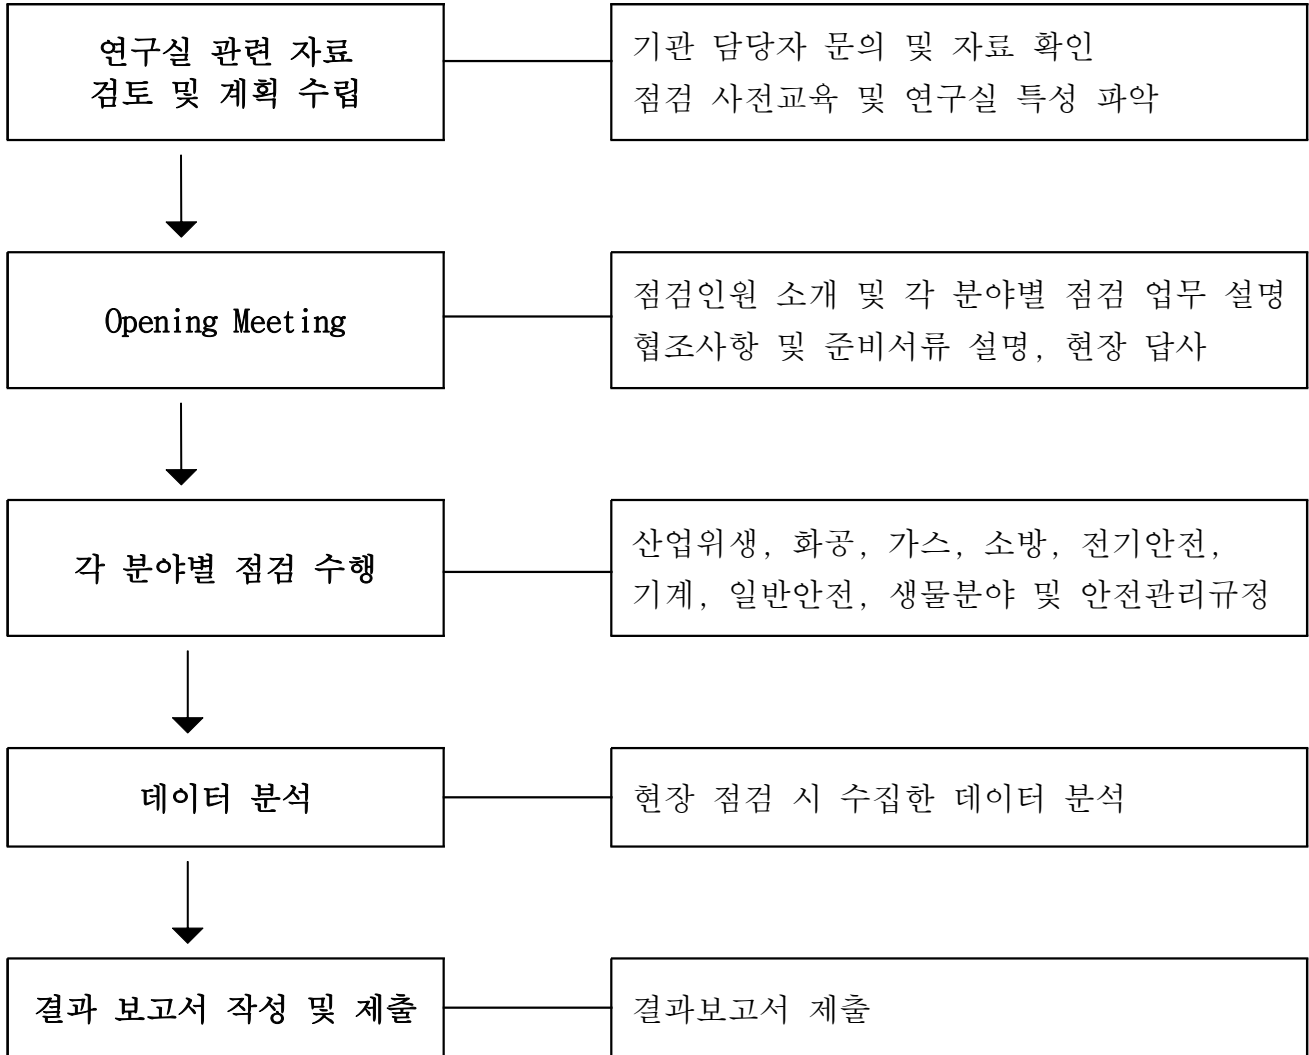 연구실 관련 자료
검토 및 계획 수립
기관 담당자 문의 및 자료 확인
점검 사전교육 및 연구실 특성 파악
Opening Meeting
점검인원 소개 및 각 분야별 점검 업무 설명
협조사항 및 준비서류 설명, 현장 답사
각 분야별 점검 수행
산업위생, 화공, 가스, 소방, 전기안전,
기계, 일반안전, 생물분야 및 안전관리규정
데이터 분석
현장 점검 시 수집한 데이터 분석
결과 보고서 작성 및 제출
결과보고서 제출